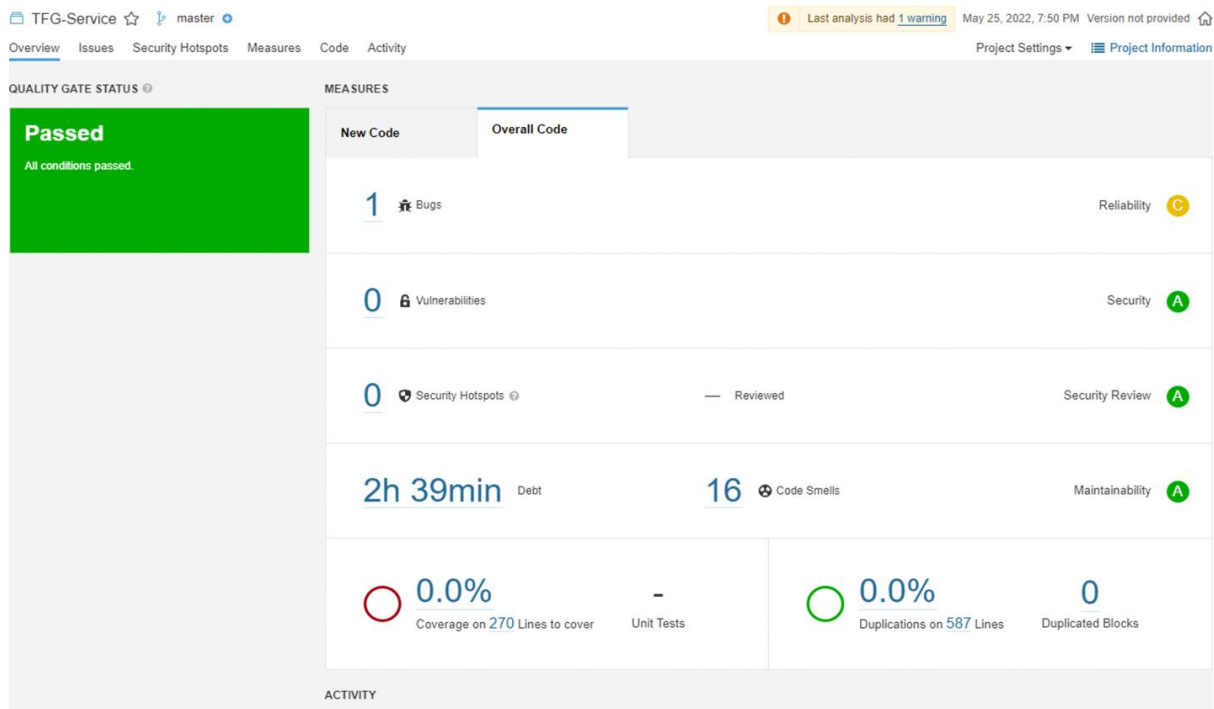 TFG-Service master Last analysis had 1 warning May 25, 2022, 7:50 PM Version not provided
Overview Issues Security Hotspots Measures Code Activity Project Settings Project Information
QUALITY GATE STATUS MEASURES
Passed
All conditions passed.
New Code Overall Code
1 Bugs Reliability C
0 Vulnerabilities Security A
0 Security Hotspots — Reviewed Security Review A
2h 39min Debt 16 Code Smells Maintainability A
0.0% - 0.0% 0
Coverage on 270 Lines to cover Unit Tests Duplications on 587 Lines Duplicated Blocks
ACTIVITY